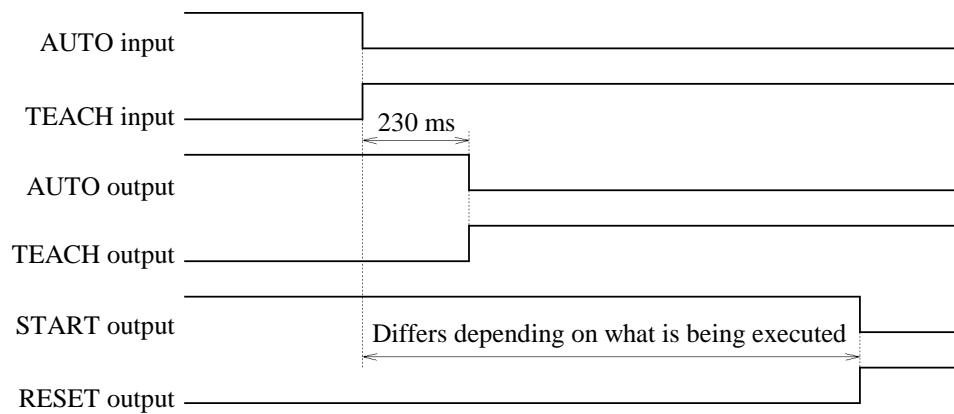 AUTO input
TEACH input
230 ms
AUTO output
TEACH output
START output
Differs depending on what is being executed
RESET output